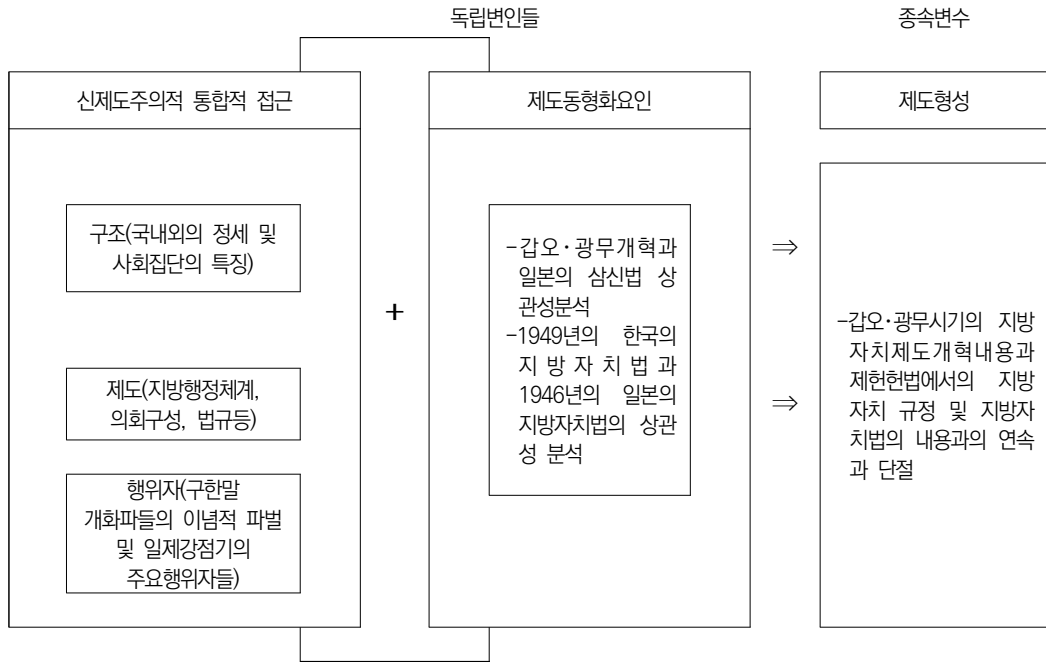 독립변인들
종속변수
신제도주의적 통합적 접근
구조(국내외의 정세 및
사회집단의 특징)
제도(지방행정체계,
의회구성, 법규등)
행위자(구한말
개화파들의 이념적 파벌
및 일제강점기의
주요행위자들)
+
제도동형화요인
-갑오·광무개혁과
일본의 삼신법 상
관성분석
-1949년의 한국의
지방자치법과
1946년의 일본의
지방자치법의 상관
성 분석
⇒
⇒
제도형성
-갑오·광무시기의 지방
자치제도개혁내용과
제헌헌법에서의 지방
자치 규정 및 지방자
치법의 내용과의 연속
과 단절